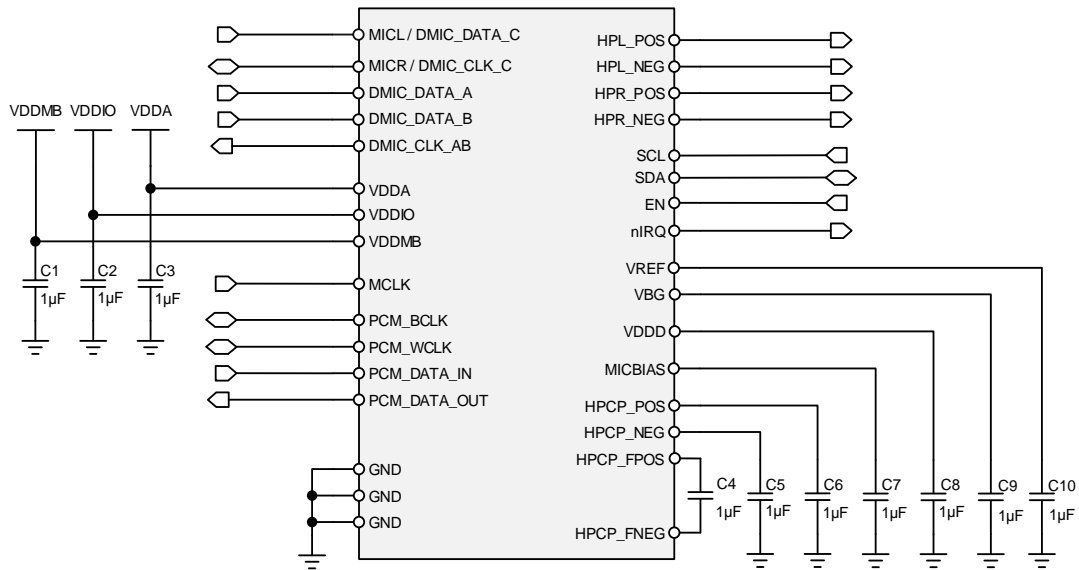 MICL / DMIC_DATA_C
MICR / DMIC_CLK_C
DMIC_DATA_A
DMIC_DATA_B
DMIC_CLK_AB
VDDMB VDDIO VDDA
VDDA
VDDIO
VDDMB
C1 C2 C3
1µF 1µF 1µF
MCLK
PCM_BCLK
PCM_WCLK
PCM_DATA_IN
PCM_DATA_OUT
GND
GND
GND
HPL_POS
HPL_NEG
HPR_POS
HPR_NEG
SCL
SDA
EN
nIRQ
VREF
VBG
VDDD
MICBIAS
HPCP_POS
HPCP_NEG
HPCP_FPOS
HPCP_FNEG
C4 C5 C6 C7 C8 C9 C10
1µF 1µF 1µF 1µF 1µF 1µF 1µF